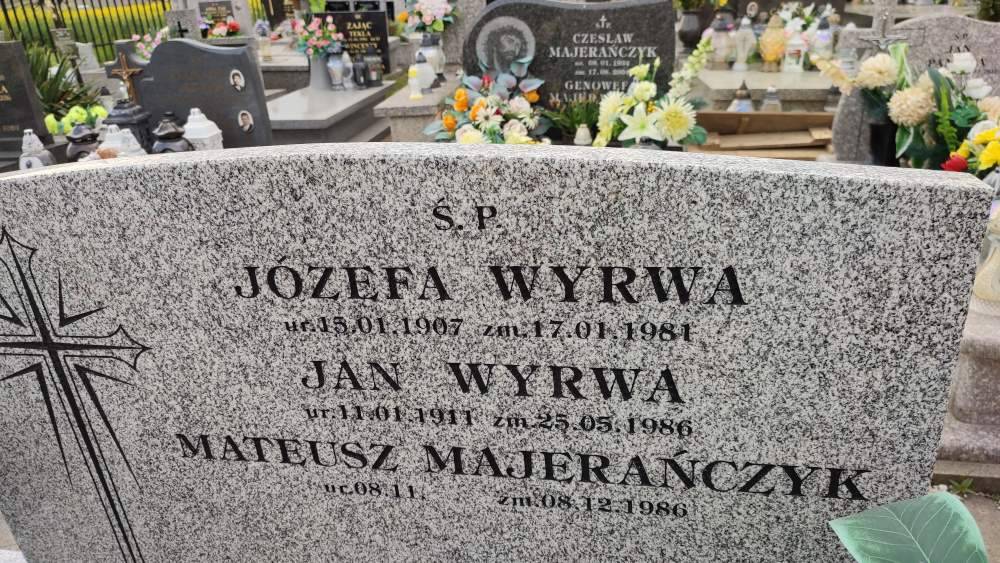 ZAJĄC
TEKLA
CZESŁAW
MAJERAŃCZYK
GENOWEFA
JAN
Ś. P.
JÓZEFA WYRWA
ur.15.01.1907 zm.17.01.1981
JAN WYRWA
ur.11.01.1911 zm.25.05.1986
MATEUSZ MAJERAŃCZYK
ur.08.11. zm.08.12.1986